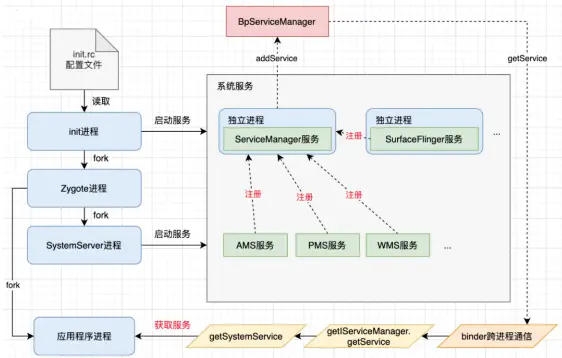 BpServiceManager
init.rc
配置文件
addService
getService
系统服务
读取
独立进程
独立进程
init进程
启动服务
ServiceManager服务
注册
SurfaceFlinger服务
...
fork
Zygote进程
注册
注册
注册
fork
SystemServer进程
启动服务
AMS服务
PMS服务
WMS服务
...
fork
获取服务
应用程序进程
getSystemService
getIServiceManager.
getService
binder跨进程通信